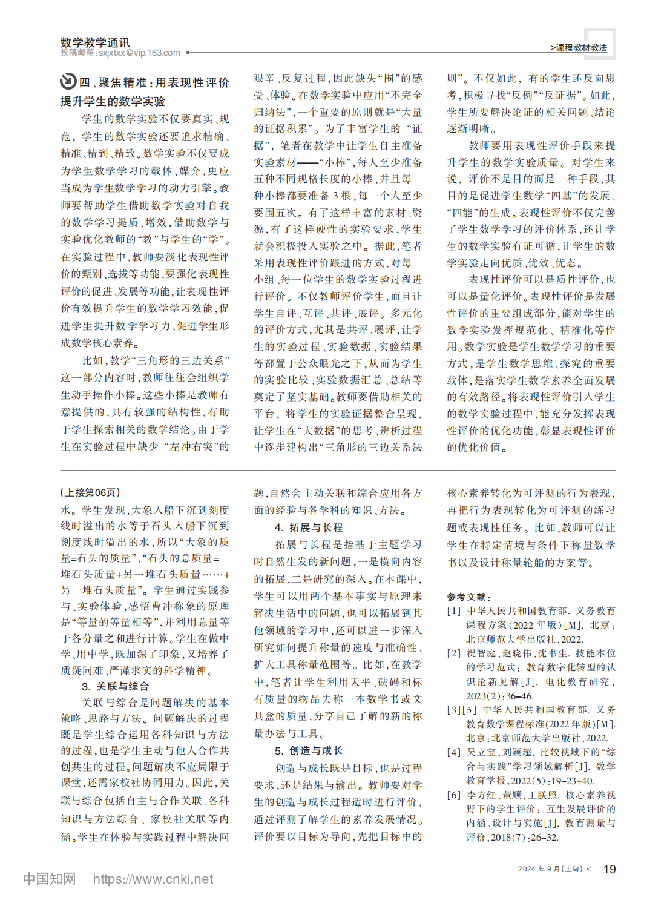 数学教学通讯
投稿邮箱:sxjxtxc@vip.163.com
>课程教材教法
四、聚焦精准:用表现性评价
提升学生的数学实验
学生的数学实验不仅要真实、规
范,学生的数学实验还要追求精确、
精准、精到、精致。数学实验不仅要成
为学生数学学习的载体、媒介,更应
当成为学生数学学习的动力引擎。教
师要帮助学生借助数学实验对自我
的数学学习提质、增效,借助数学与
实验优化教师的“教”与学生的“学”。
在实验过程中,教师要淡化表现性评
价的甄别、选拔等功能,要强化表现性
评价的促进、发展等功能,让表现性评
价有效提升学生的数学学习效能,促
进学生提升数学学习力,促进学生形
成数学核心素养。
比如,教学“三角形的三边关系”
这一部分内容时,教师往往会组织学
生动手操作小棒。这些小棒是教师有
意提供的,具有较强的结构性,有助
于学生探索相关的数学结论。由于学
生在实验过程中缺少“左冲右突”的
艰辛、反复过程,因此缺失“围”的感
受、体验。在数学实验中应用“不完全
归纳法”,一个重要的原则就是“大量
的证据积累”。为了丰富学生的“证
据”,笔者在教学中让学生自主准备
实验素材——“小棒”,每人至少准备
五种不同规格长度的小棒,并且每一
种小棒都要准备3根,每一个人至少
要围五次。有了这样丰富的素材、资
源,有了这样硬性的实验要求,学生
就会积极投入实验之中。据此,笔者
采用表现性评价跟进的方式,对每一
小组、每一位学生的数学实验过程进
行评价。不仅教师评价学生,而且让
学生自评、互评、共评、展评。多元化
的评价方式,尤其是共评、展评,让学
生的实验过程、实验数据、实验结果
等都置于公众眼光之下,从而为学生
的实验比较、实验数据汇总、总结等
奠定了坚实基础。教师要借助相关的
平台,将学生的实验证据整合呈现,
让学生在“大数据”的思考、辨析过程
中逐步建构出“三角形的三边关系法
则”。不仅如此,有的学生还反向思
考,积极寻找“反例”“反证据”。如此,
学生所要解决论证的相关问题、结论
逐渐明晰。
教师要用表现性评价手段来提
升学生的数学实验质量。对学生来
说,评价不是目的而是一种手段,其
目的是促进学生数学“四基”的发展、
“四能”的生成。表现性评价不仅完善
了学生数学学习的评价体系,还让学
生的数学实验有证可循,让学生的数
学实验走向优质、优效、优态。
表现性评价可以是质性评价,也
可以是量化评价。表现性评价是发展
性评价的重要组成部分,能对学生的
数学实验发挥规范化、精准化等作
用。数学实验是学生数学学习的重要
方式,是学生数学思维、探究的重要
载体,是落实学生数学素养全面发展
的有效路径。将表现性评价引入学生
的数学实验过程中,能充分发挥表现
性评价的优化功能,彰显表现性评价
的优化价值。
(上接第06页)
水。学生发现,大象入船下沉到刻度
线时溢出的水等于石头入船下沉到
刻度线时溢出的水,所以“大象的质
量=石头的质量”,“石头的总质量=
一堆石头质量+另一堆石头质量……+
另一堆石头质量”。学生通过实践参
与、实验体验,感悟曹冲称象的原理
是“等量的等量相等”,并利用总量等
于各分量之和进行计算。学生在做中
学、用中学,既加深了印象,又培养了
质疑问难、严谨求实的科学精神。
3. 关联与综合
关联与综合是问题解决的基本
策略、思路与方法。问题解决的过程
既是学生综合运用各科知识与方法
的过程,也是学生主动与他人合作共
创共生的过程。问题解决不应局限于
课堂,还需家校社协同用力。因此,关
联与综合包括自主与合作关联、各科
知识与方法综合、家校社关联等内
涵。学生在体验与实践过程中解决问
题,自然会主动关联和综合应用各方
面的经验与各学科的知识、方法。
4. 拓展与长程
拓展与长程是指基于主题学习
时自然生发的新问题,一是横向内容
的拓展,二是研究的深入。在本课中,
学生可以用两个基本事实与原理来
解决生活中的问题,也可以拓展到其
他领域的学习中,还可以进一步深入
研究如何提升称量的速度与准确性、
扩大工具称量范围等。比如,在教学
中,笔者让学生利用天平、砝码和标
有质量的物品去称一本数学书或文
具盒的质量,分享自己了解的新的称
量办法与工具。
5. 创造与成长
创造与成长既是目标,也是过程
要求,还是结果与输出。教师要对学
生的创造与成长过程适时进行评价,
通过评测了解学生的素养发展情况。
评价要以目标为导向,先把目标中的
核心素养转化为可评测的行为表现,
再把行为表现转化为可评测的练习
题或表现性任务。比如,教师可以让
学生在特定情境与条件下称量数学
书以及设计称量轮船的方案等。
参考文献:
[1] 中华人民共和国教育部. 义务教育
课程方案(2022年版)[M]. 北京:
北京师范大学出版社,2022.
[2] 祝智庭,赵晓伟,沈书生. 技能本位
的学习范式:教育数字化转型的认
识论新见解[J]. 电化教育研究,
2023(2):36-46.
[3][5] 中华人民共和国教育部. 义务
教育数学课程标准(2022年版)[M].
北京:北京师范大学出版社,2022.
[4] 吴立宝,刘颖超. 比较视域下的“综
合与实践”学习领域解析[J]. 数学
教育学报,2022(5):19-23+40.
[6] 李方红,董顺,王联照. 核心素养视
野下的学生评价:互生发展评价的
内涵、设计与实施[J]. 教育测量与
评价,2018(7):26-32.
2024年9月(上旬) < 19
中国知网 https://www.cnki.net